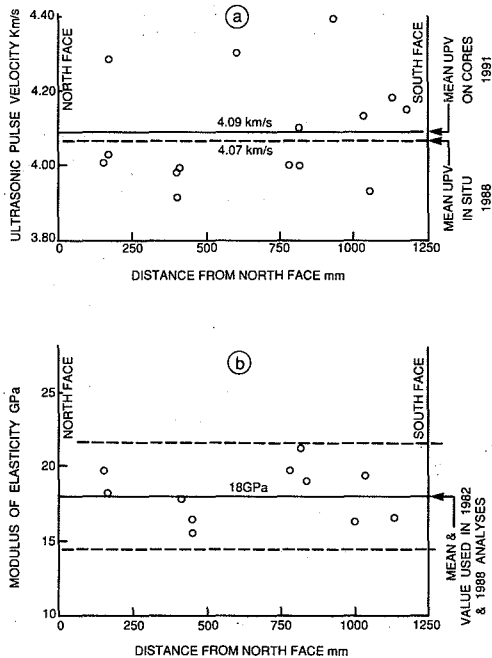 a
4.40
4.20
4.00
3.80
ULTRASONIC PULSE VELOCITY Km/s
NORTH FACE
SOUTH FACE
4.09 km/s
4.07 km/s
MEAN UPV
ON CORES
1991
MEAN UPV
IN SITU
1988
0 250 500 750 1000 1250
DISTANCE FROM NORTH FACE mm
b
25
20
15
10
MODULUS OF ELASTICITY GPa
NORTH FACE
SOUTH FACE
18GPa
MEAN &
VALUE USED IN 1982
& 1988 ANALYSES
0 250 500 750 1000 1250
DISTANCE FROM NORTH FACE mm